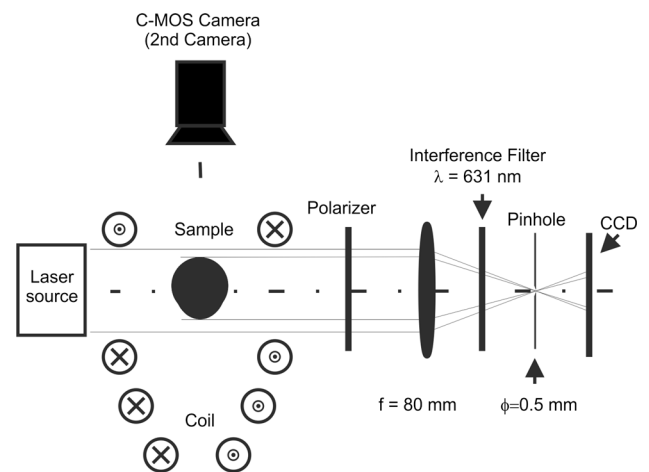 C-MOS Camera
(2nd Camera)
Interference Filter
λ = 631 nm
Polarizer
Pinhole
CCD
Sample
Laser
source
f = 80 mm
ϕ=0.5 mm
Coil